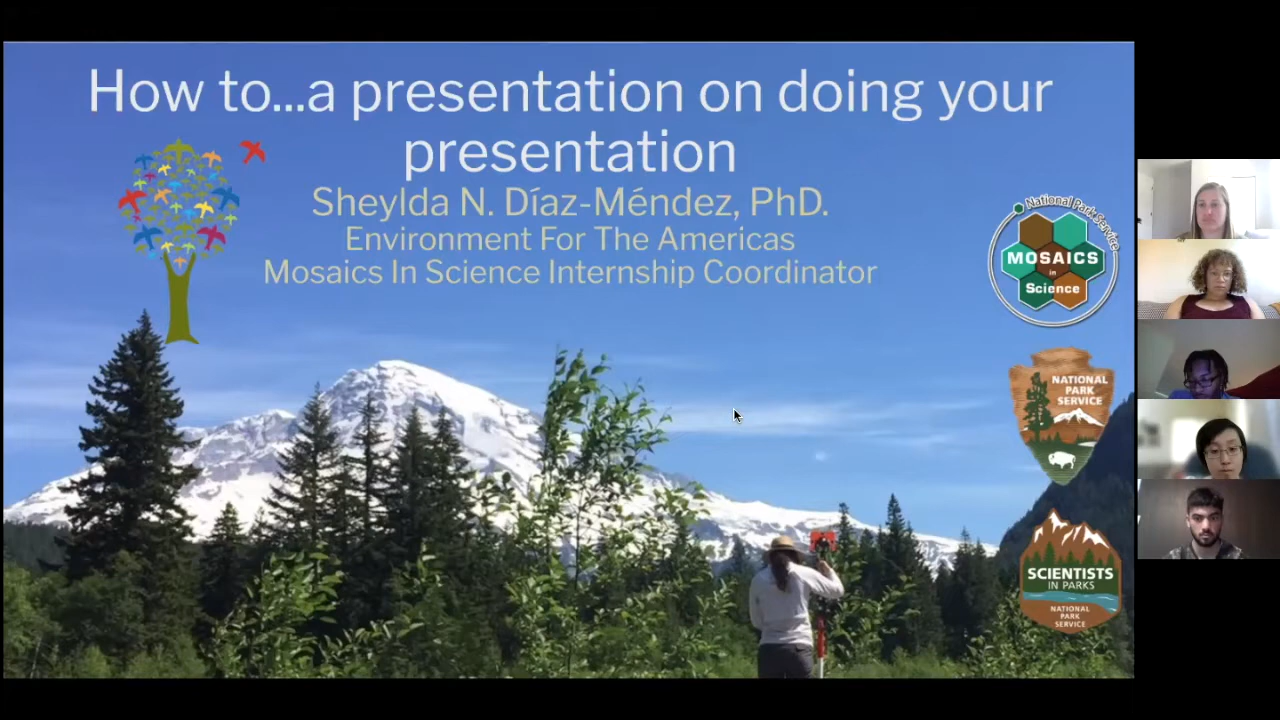 How to...a presentation on doing your
presentation
Sheylda N. Díaz-Méndez, PhD.
Environment For The Americas
Mosaics In Science Internship Coordinator
National Park Service
MOSAICS
in
Science
NATIONAL
PARK
SERVICE
SCIENTISTS
IN PARKS
NATIONAL
PARK
SERVICE